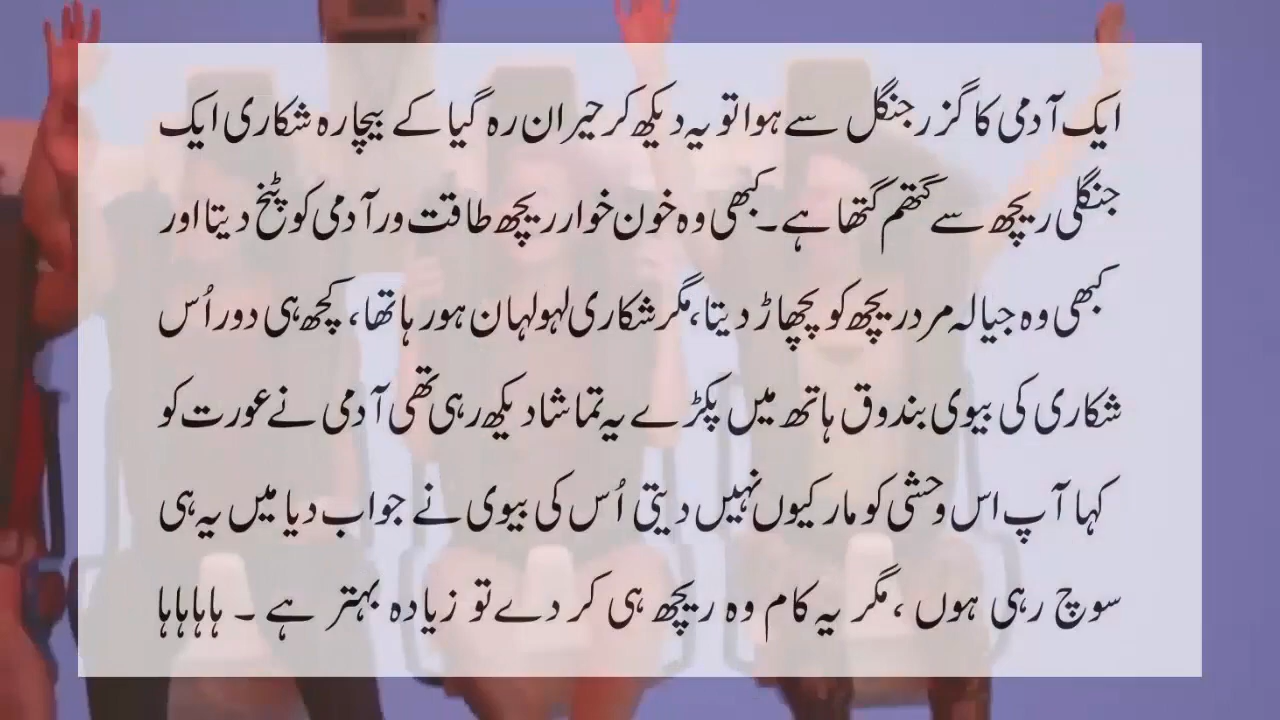 ایک آدمی کا گزر جنگل سے ہوا تو یہ دیکھ کر حیران رہ گیا کے بیچارہ شکاری ایک
جنگلی ریچھ سے گتھم گتھا ہے۔ کبھی وہ خون خوار ریچھ طاقت ور آدمی کو پٹخ دیتا اور
کبھی وہ جیالہ مرد ریچھ کو پچھاڑ دیتا، مگر شکاری لہو لہان ہو رہا تھا، کچھ ہی دور اُس
شکاری کی بیوی بندوق ہاتھ میں پکڑے یہ تماشا دیکھ رہی تھی آدمی نے عورت کو
کہا آپ اس وحشی کو مار کیوں نہیں دیتی اُس کی بیوی نے جواب دیا میں یہ ہی
سوچ رہی ہوں، مگر یہ کام وہ ریچھ ہی کر دے تو زیادہ بہتر ہے ۔ ہاہاہاہا